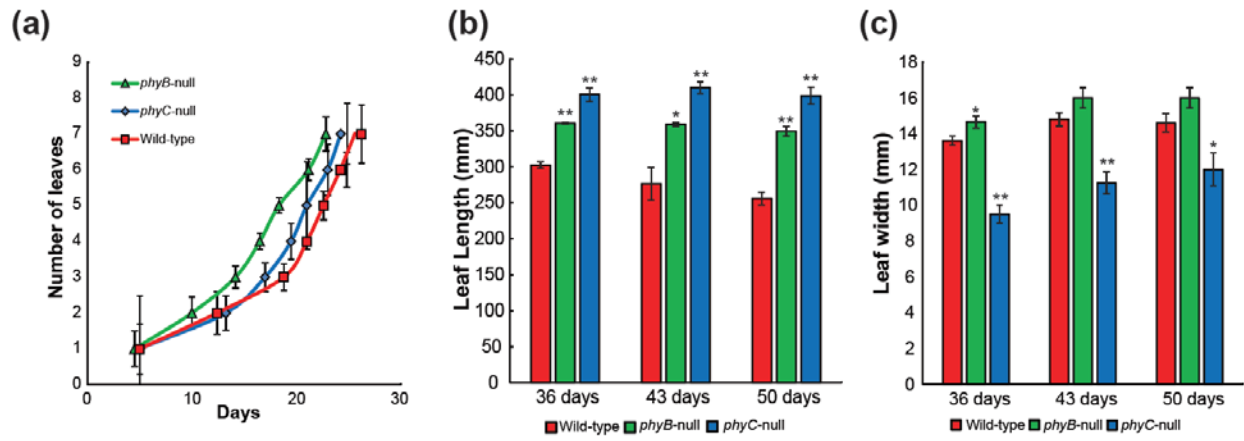 (a)
Number of leaves
9
8
7
6
5
4
3
2
1
0
phyB-null
phyC-null
Wild-type
0 10 20 30
Days
(b)
Leaf Length (mm)
450
400
350
300
250
200
150
100
50
0
** **
* **
** **
36 days 43 days 50 days
Wild-type phyB-null phyC-null
(c)
Leaf width (mm)
18
16
14
12
10
8
6
4
2
0
* **
**
*
36 days 43 days 50 days
Wild-type phyB-null phyC-null